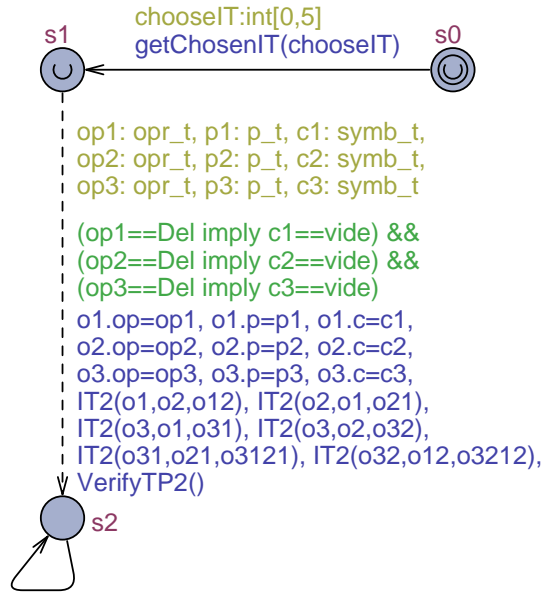 chooseIT:int[0,5]
s1
getChosenIT(chooseIT)
s0
op1: opr_t, p1: p_t, c1: symb_t,
op2: opr_t, p2: p_t, c2: symb_t,
op3: opr_t, p3: p_t, c3: symb_t
(op1==Del imply c1==vide) &&
(op2==Del imply c2==vide) &&
(op3==Del imply c3==vide)
o1.op=op1, o1.p=p1, o1.c=c1,
o2.op=op2, o2.p=p2, o2.c=c2,
o3.op=op3, o3.p=p3, o3.c=c3,
IT2(o1,o2,o12), IT2(o2,o1,o21),
IT2(o3,o1,o31), IT2(o3,o2,o32),
IT2(o31,o21,o3121), IT2(o32,o12,o3212),
VerifyTP2()
s2